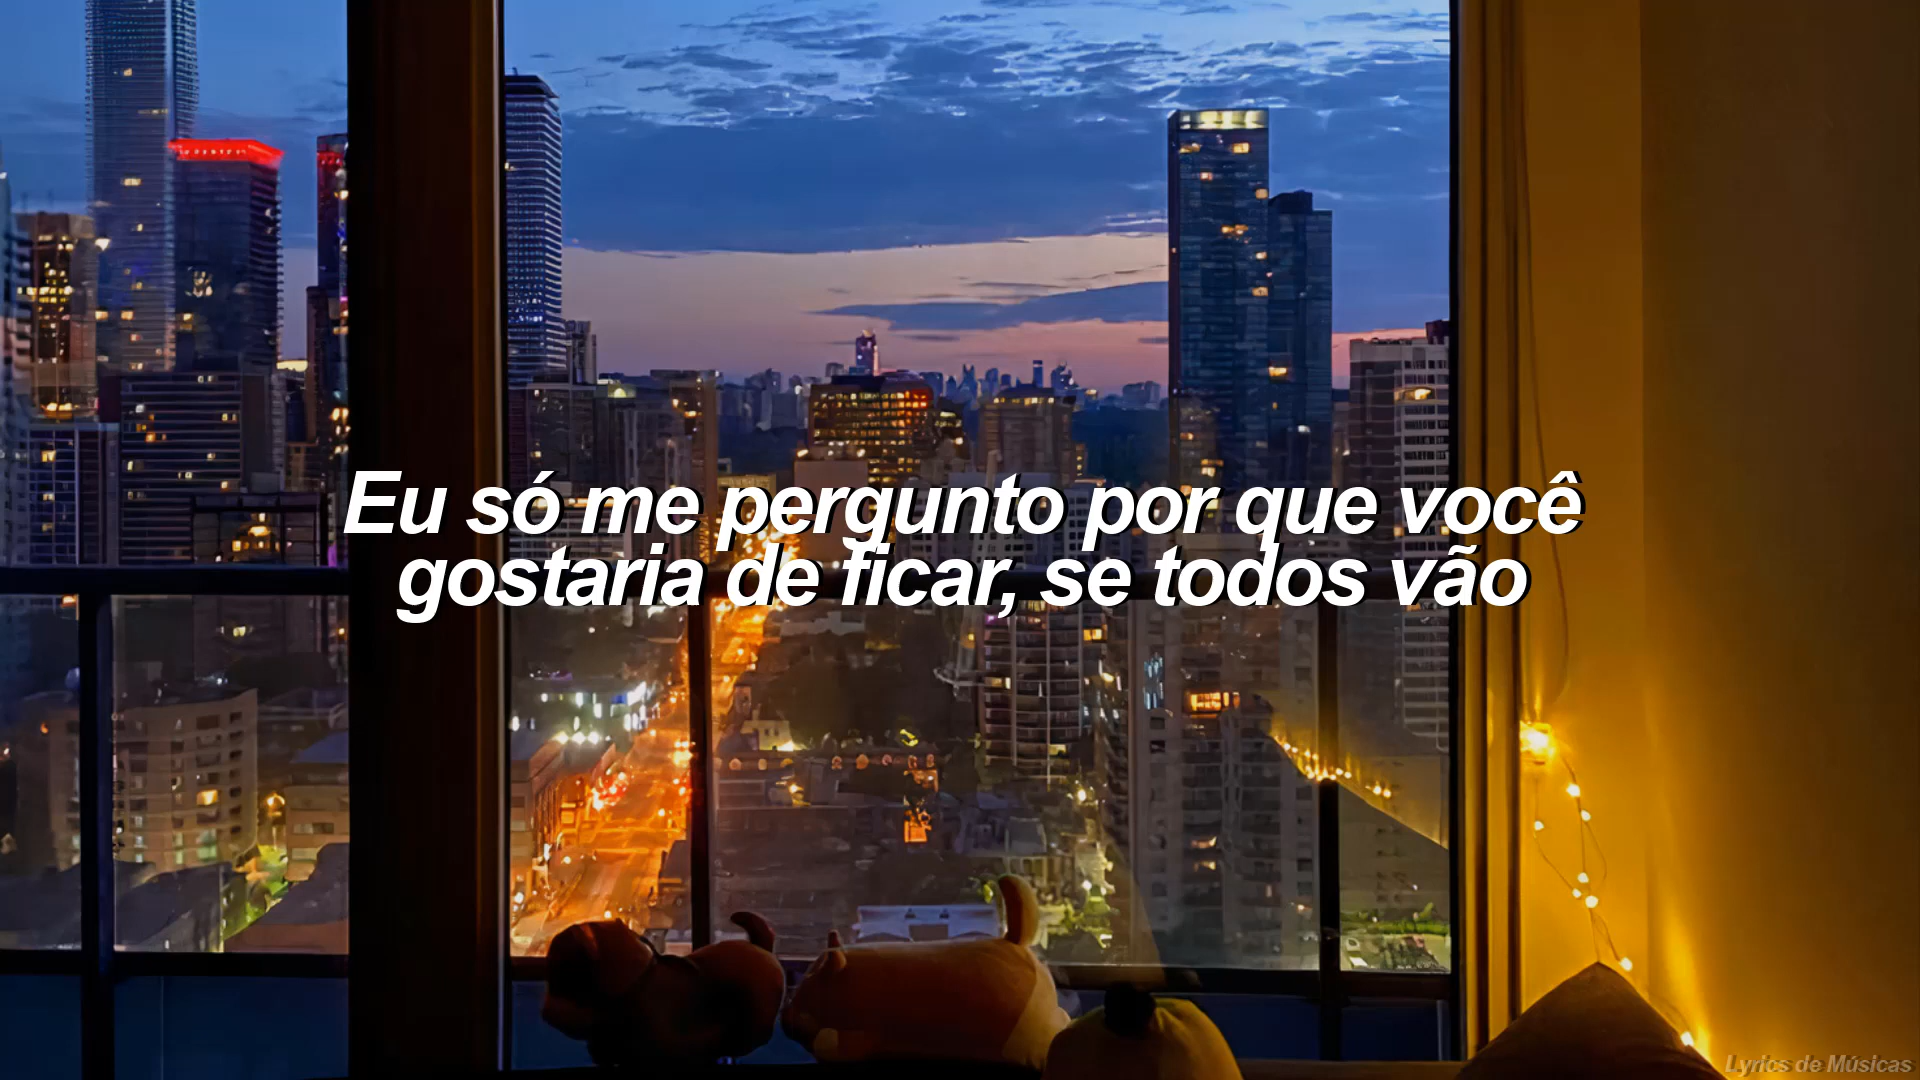 Eu só me pergunto por que você
gostaria de ficar, se todos vão
Lyrics de Músicas